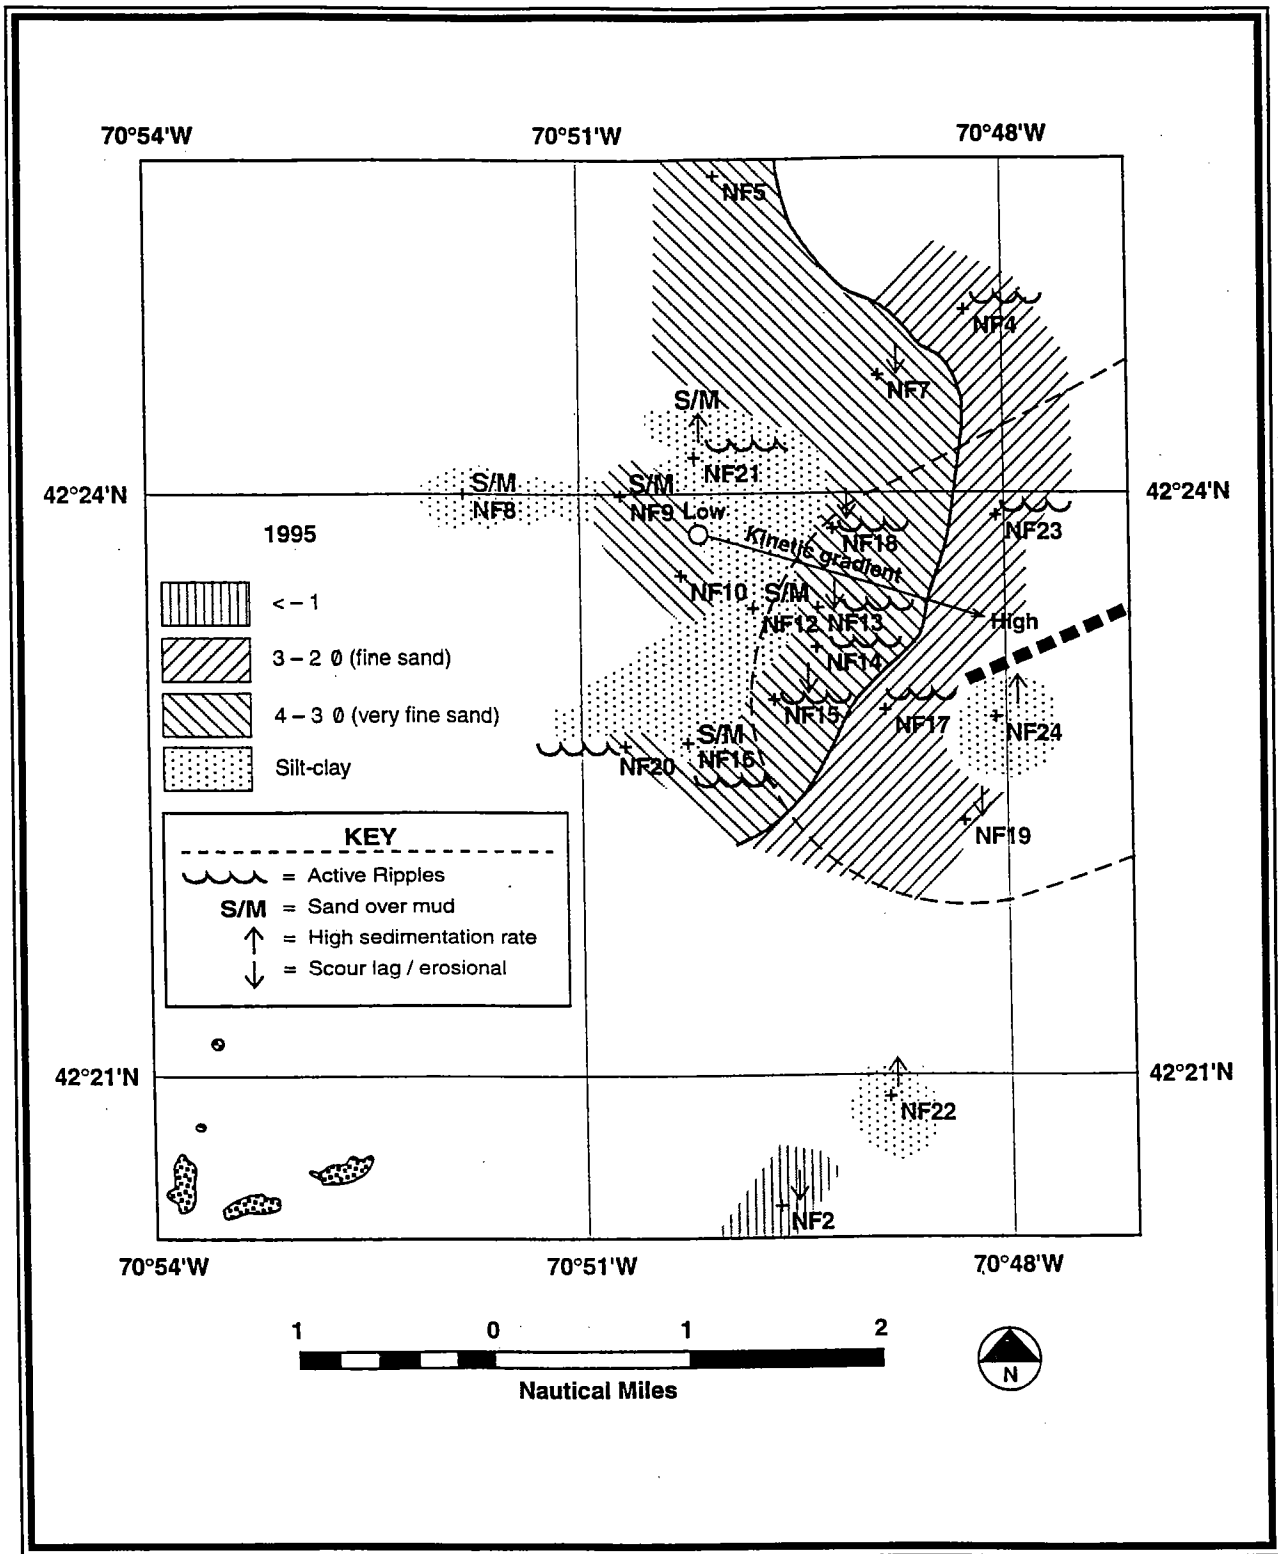 70°54'W 70°51'W 70°48'W
NF5
NF4
NF7
S/M
NF21
S/M
NF8
S/M
NF9
Low
42°24'N
42°24'N
NF23
1995
NF18
Kinetic gradient
High
NF10
S/M
NF12
NF13
NF14
< – 1
3 – 2 Ø (fine sand)
4 – 3 Ø (very fine sand)
Silt-clay
NF15
NF17
NF24
S/M
NF16
NF20
NF19
KEY
= Active Ripples
S/M = Sand over mud
= High sedimentation rate
= Scour lag / erosional
42°21'N
42°21'N
NF22
NF2
70°54'W 70°51'W 70°48'W
1 0 1 2
Nautical Miles
N